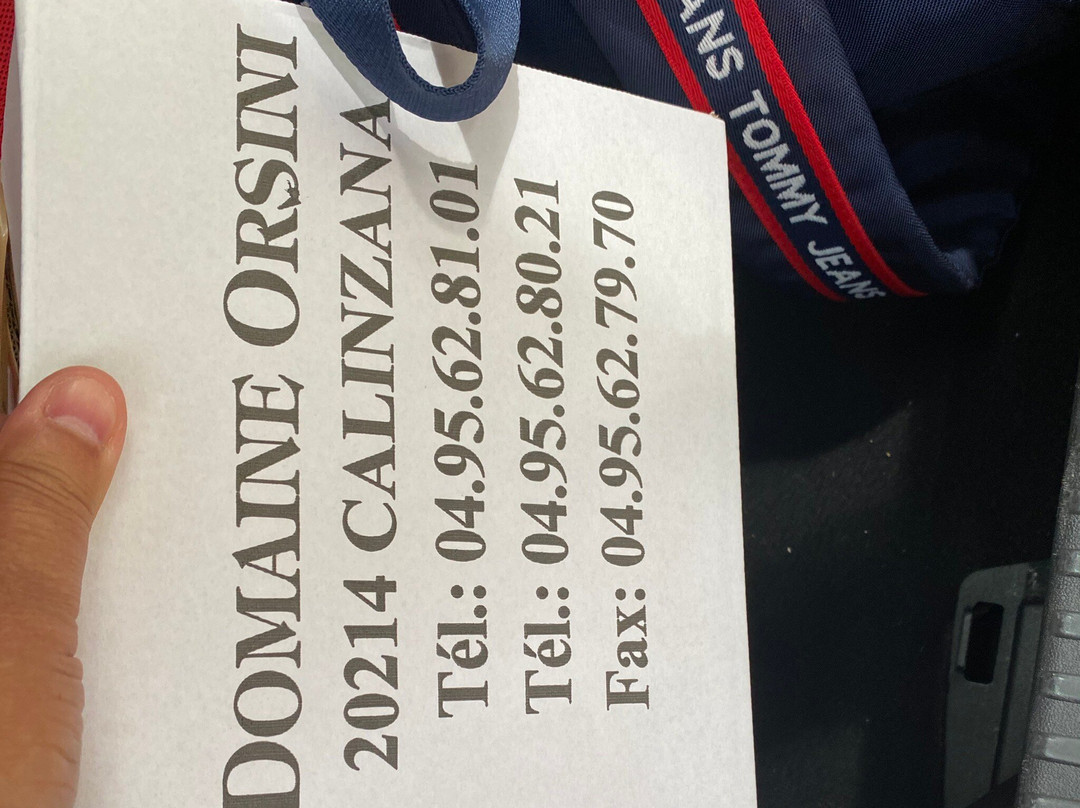 DOMAINE ORSINI
20214 CALINZANA
Tél.: 04.95.62.81.01
Tél.: 04.95.62.80.21
Fax: 04.95.62.79.70
TOMMY JEANS